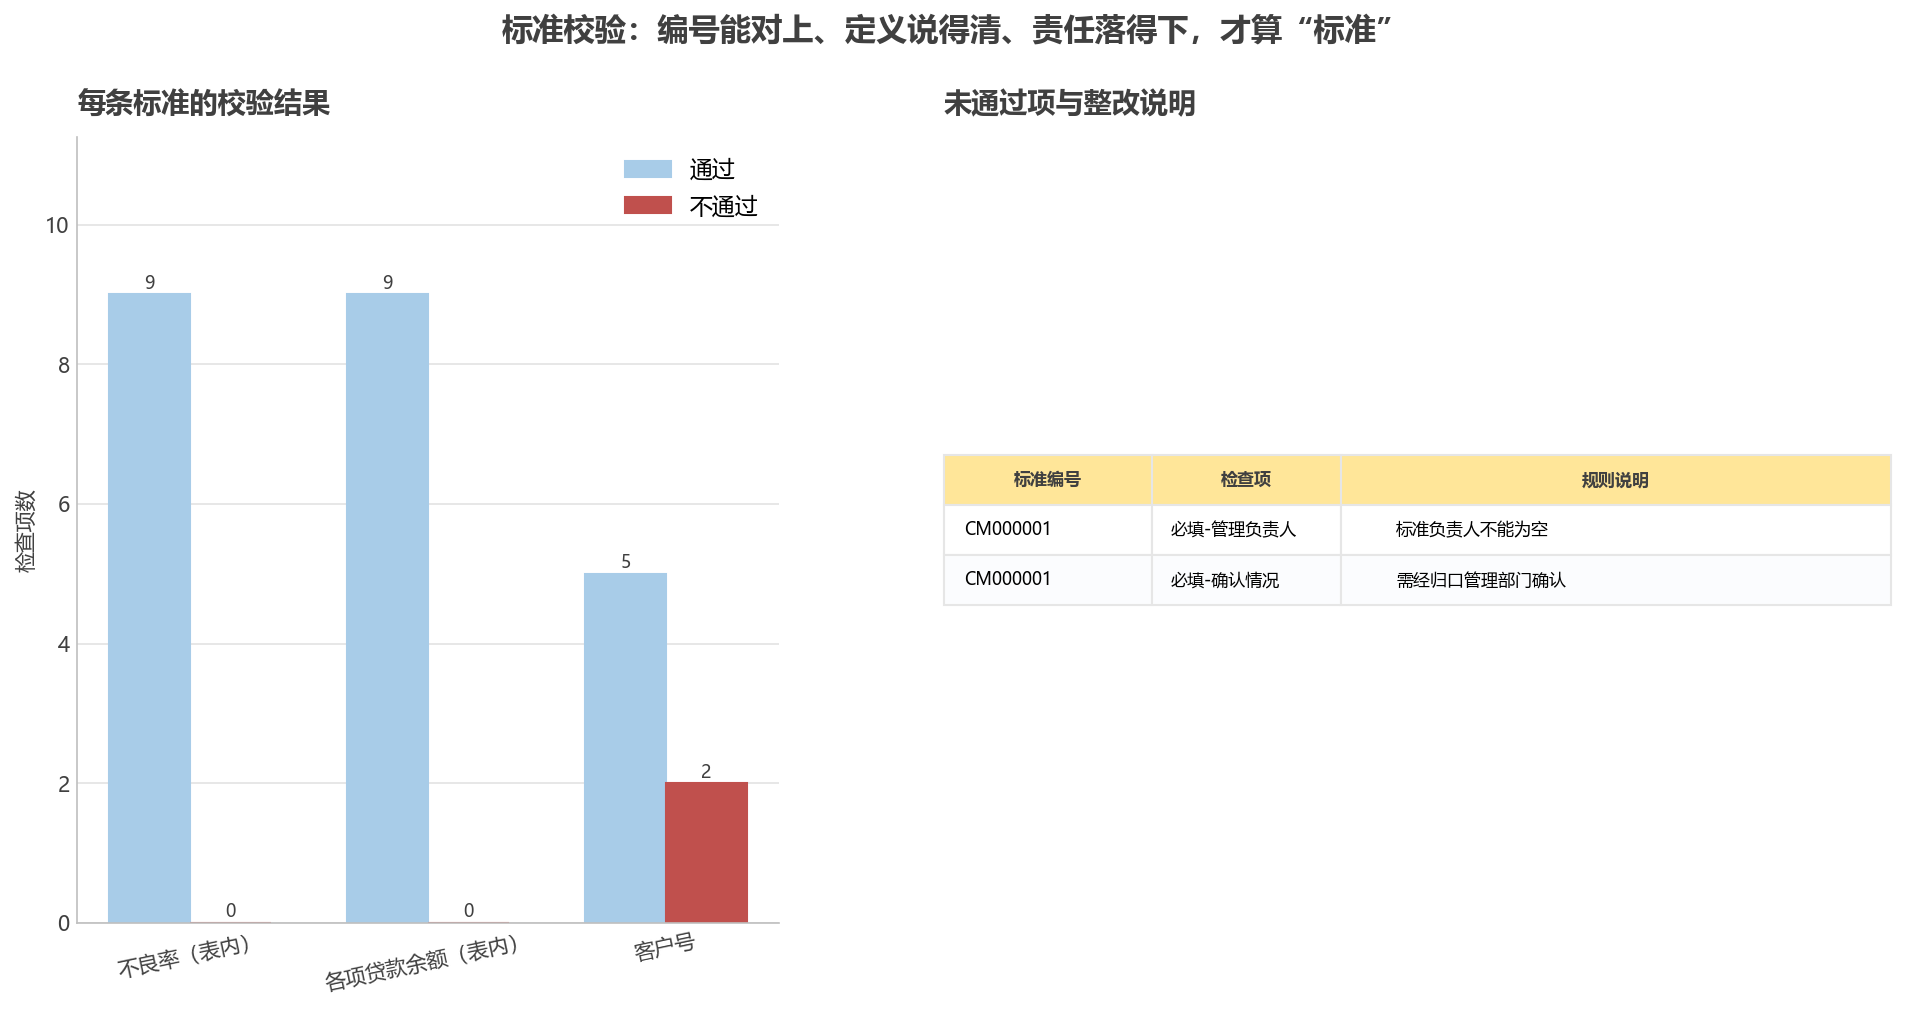 标准校验：编号能对上、定义说得清、责任落得下，才算“标准”
每条标准的校验结果
通过
不通过
检查项数
10
8
6
4
2
0
9
0
9
0
5
2
不良率（表内）
各项贷款余额（表内）
客户号
未通过项与整改说明
标准编号 检查项 规则说明
CM000001 必填-管理负责人 标准负责人不能为空
CM000001 必填-确认情况 需经归口管理部门确认